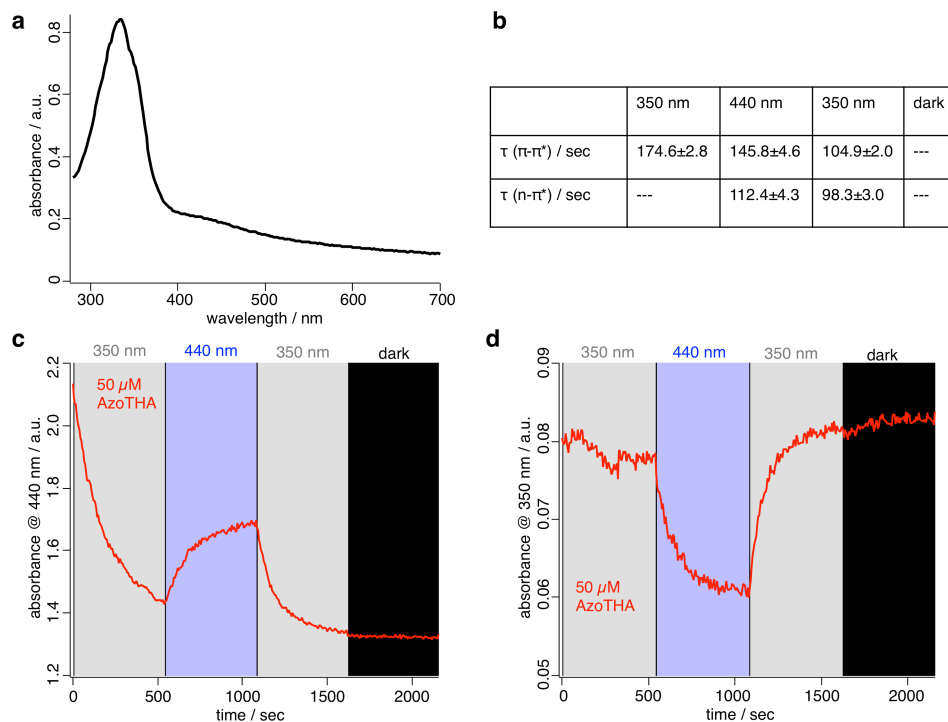 a
absorbance / a.u.
0.8
0.6
0.4
0.2
0
300 400 500 600 700
wavelength / nm
b
350 nm 440 nm 350 nm dark
τ (π-π*) / sec 174.6±2.8 145.8±4.6 104.9±2.0 ---
τ (n-π*) / sec --- 112.4±4.3 98.3±3.0 ---
c
350 nm 440 nm 350 nm dark
absorbance @ 440 nm / a.u.
2.2
2.0
1.8
1.6
1.4
1.2
50 µM
AzoTHA
0 500 1000 1500 2000
time / sec
d
350 nm 440 nm 350 nm dark
absorbance @ 350 nm / a.u.
0.09
0.08
0.07
0.06
0.05
50 µM
AzoTHA
0 500 1000 1500 2000
time / sec